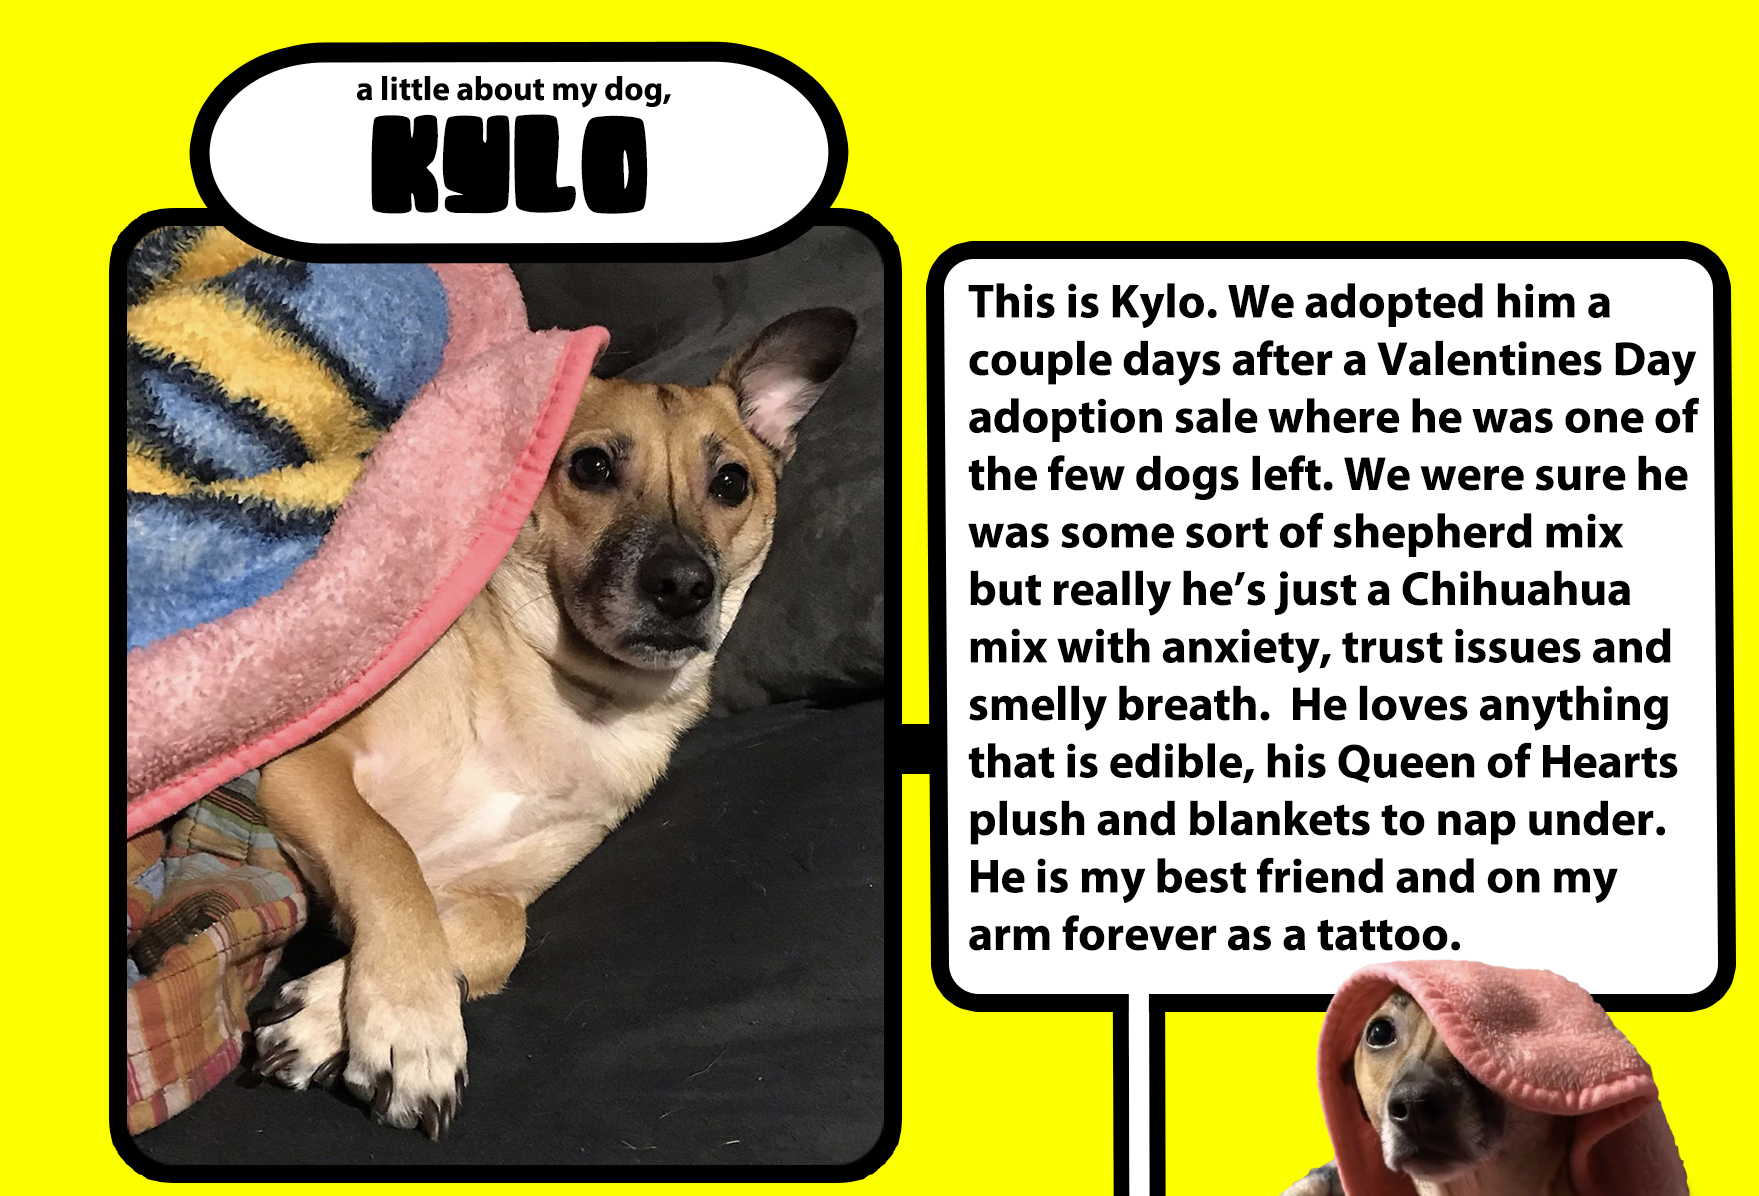 a little about my dog,
KYLO
This is Kylo. We adopted him a
couple days after a Valentines Day
adoption sale where he was one of
the few dogs left. We were sure he
was some sort of shepherd mix
but really he’s just a Chihuahua
mix with anxiety, trust issues and
smelly breath.  He loves anything
that is edible, his Queen of Hearts
plush and blankets to nap under.
He is my best friend and on my
arm forever as a tattoo.